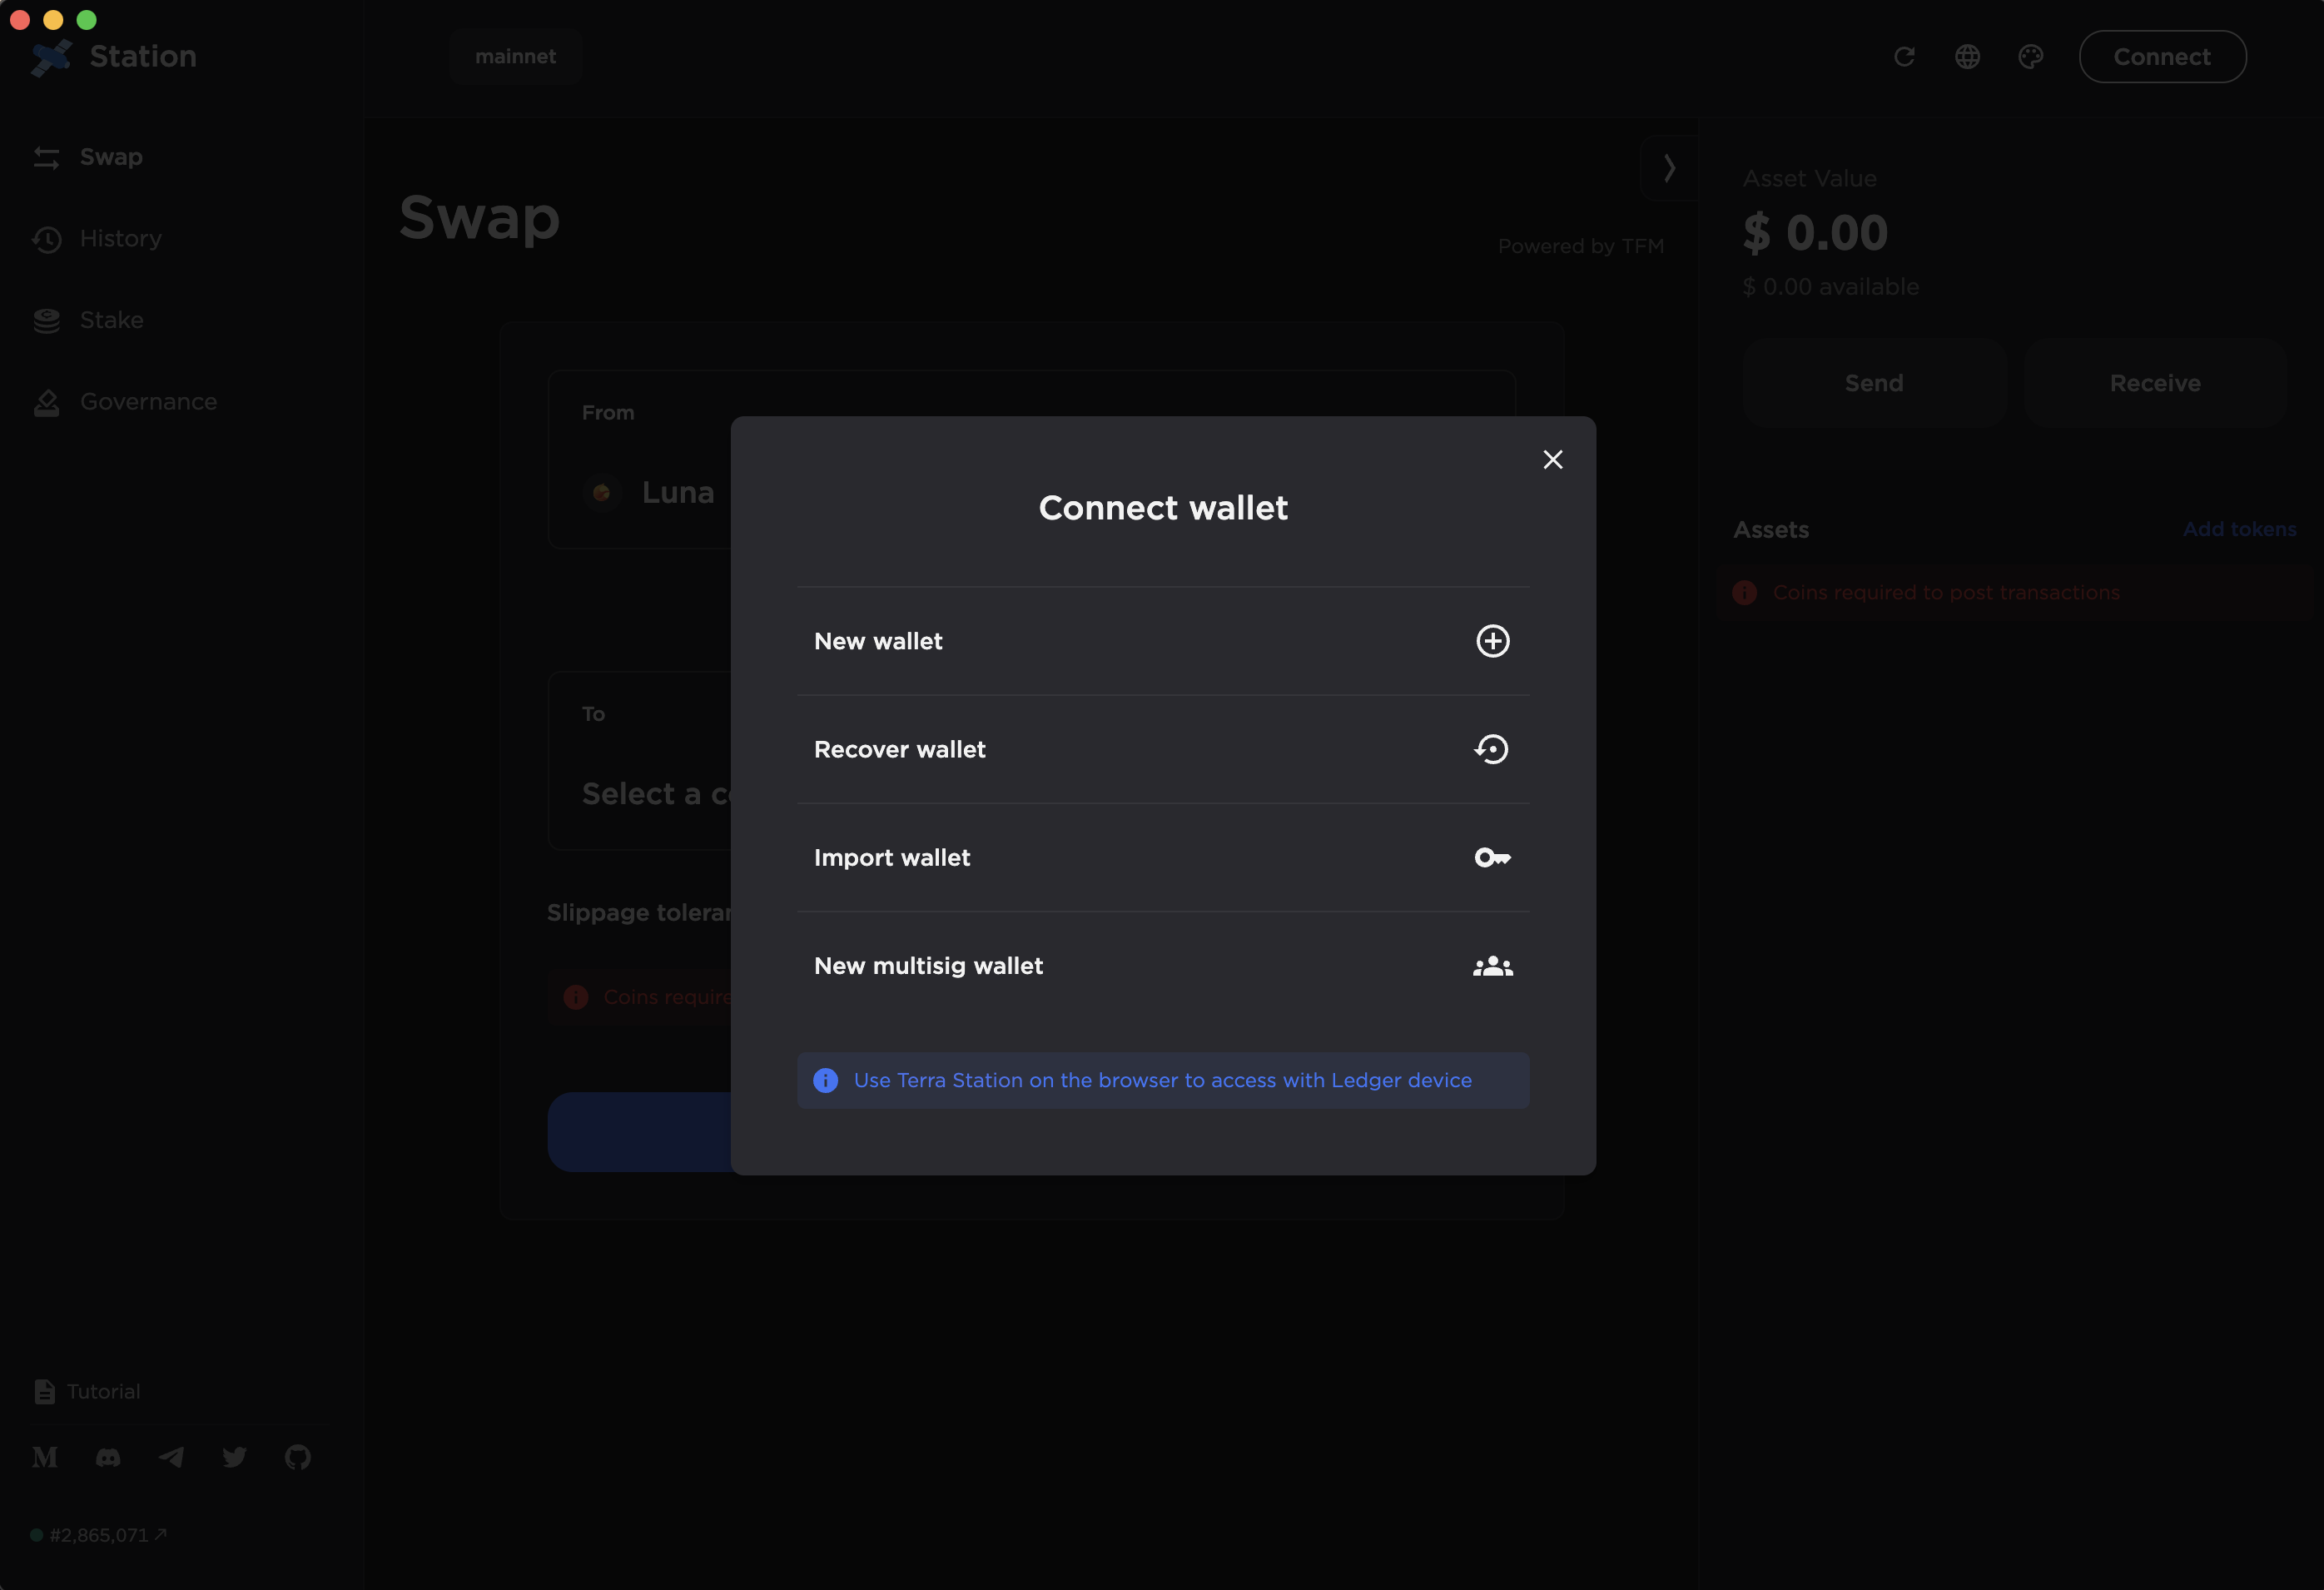 Station
mainnet
Connect
Swap
History
Stake
Governance
Swap
Powered by TFM
From
Luna
To
Select a c
Slippage toleran
Coins require
Connect wallet
New wallet
Recover wallet
Import wallet
New multisig wallet
Use Terra Station on the browser to access with Ledger device
Asset Value
$ 0.00
$ 0.00 available
Send
Receive
Assets
Add tokens
Coins required to post transactions
Tutorial
#2,865,071